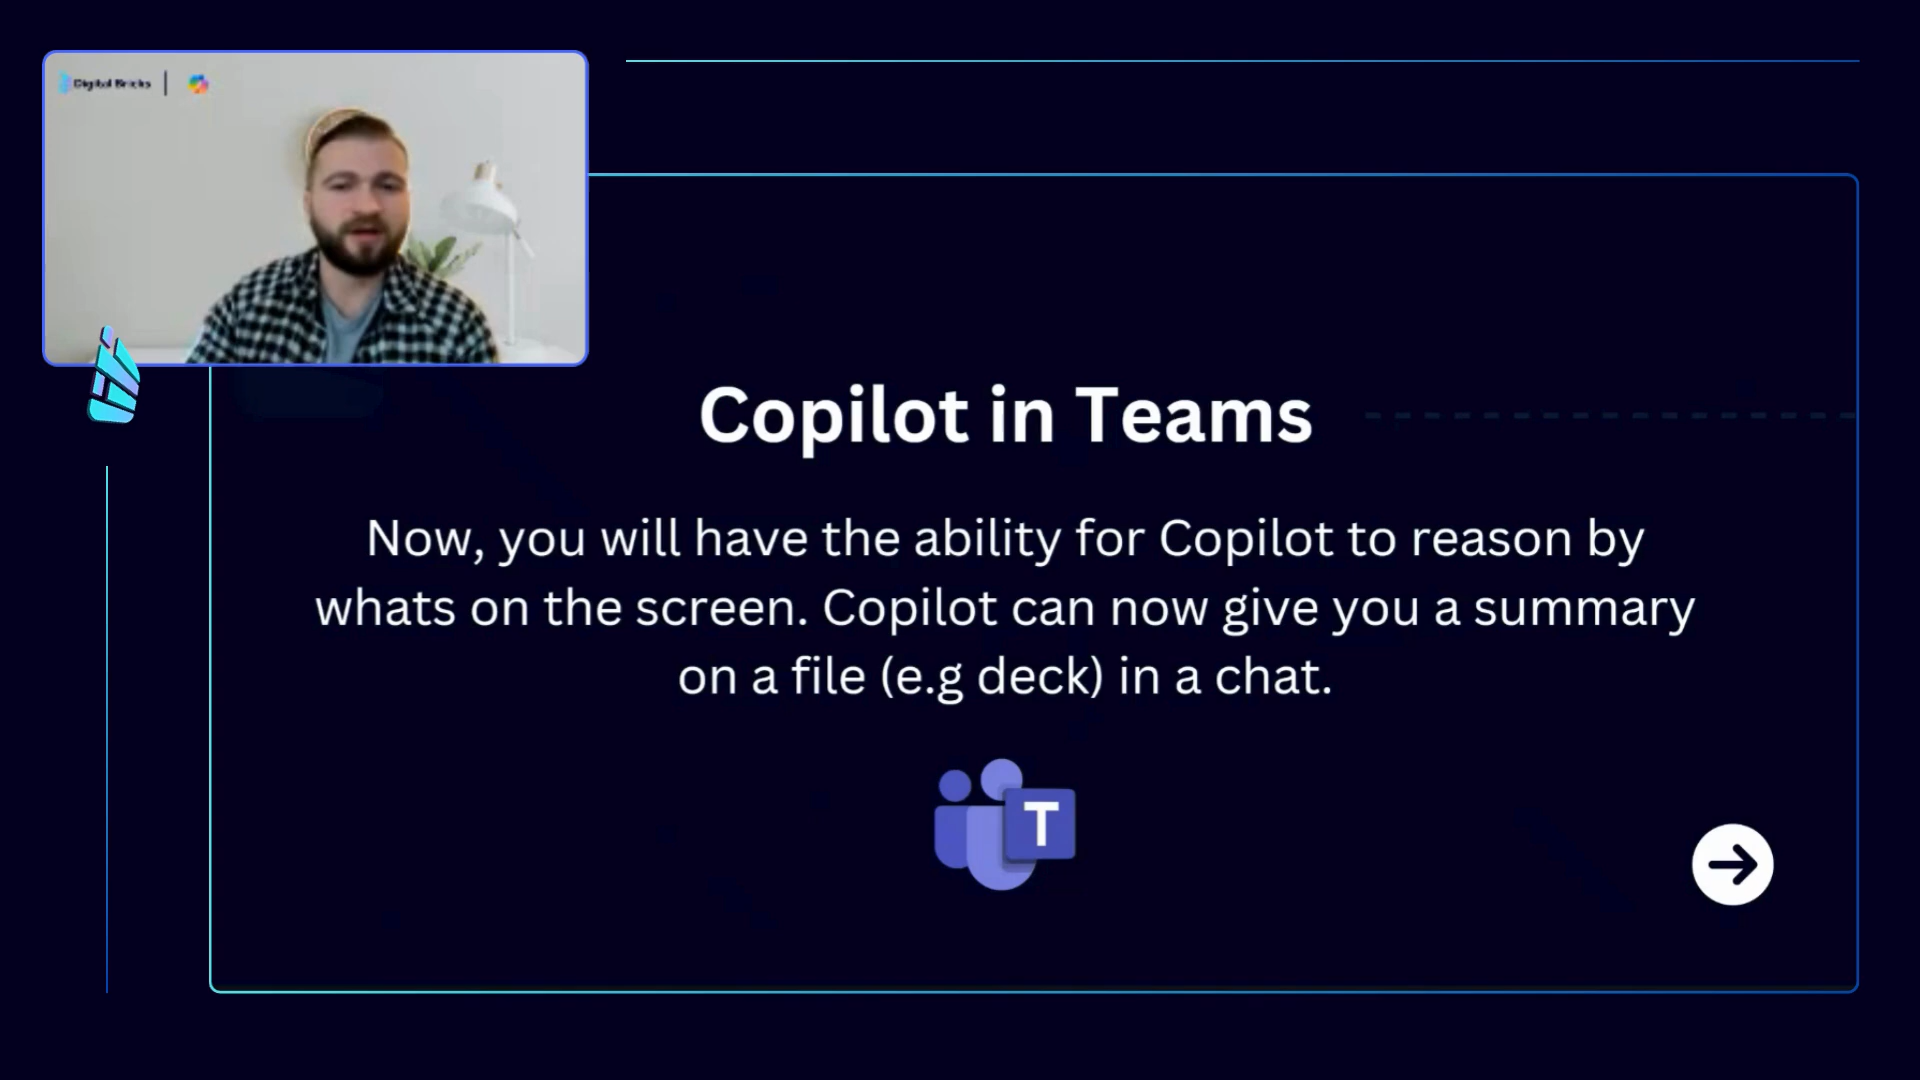 Digital Bricks
Copilot in Teams
Now, you will have the ability for Copilot to reason by
whats on the screen. Copilot can now give you a summary
on a file (e.g deck) in a chat.
T